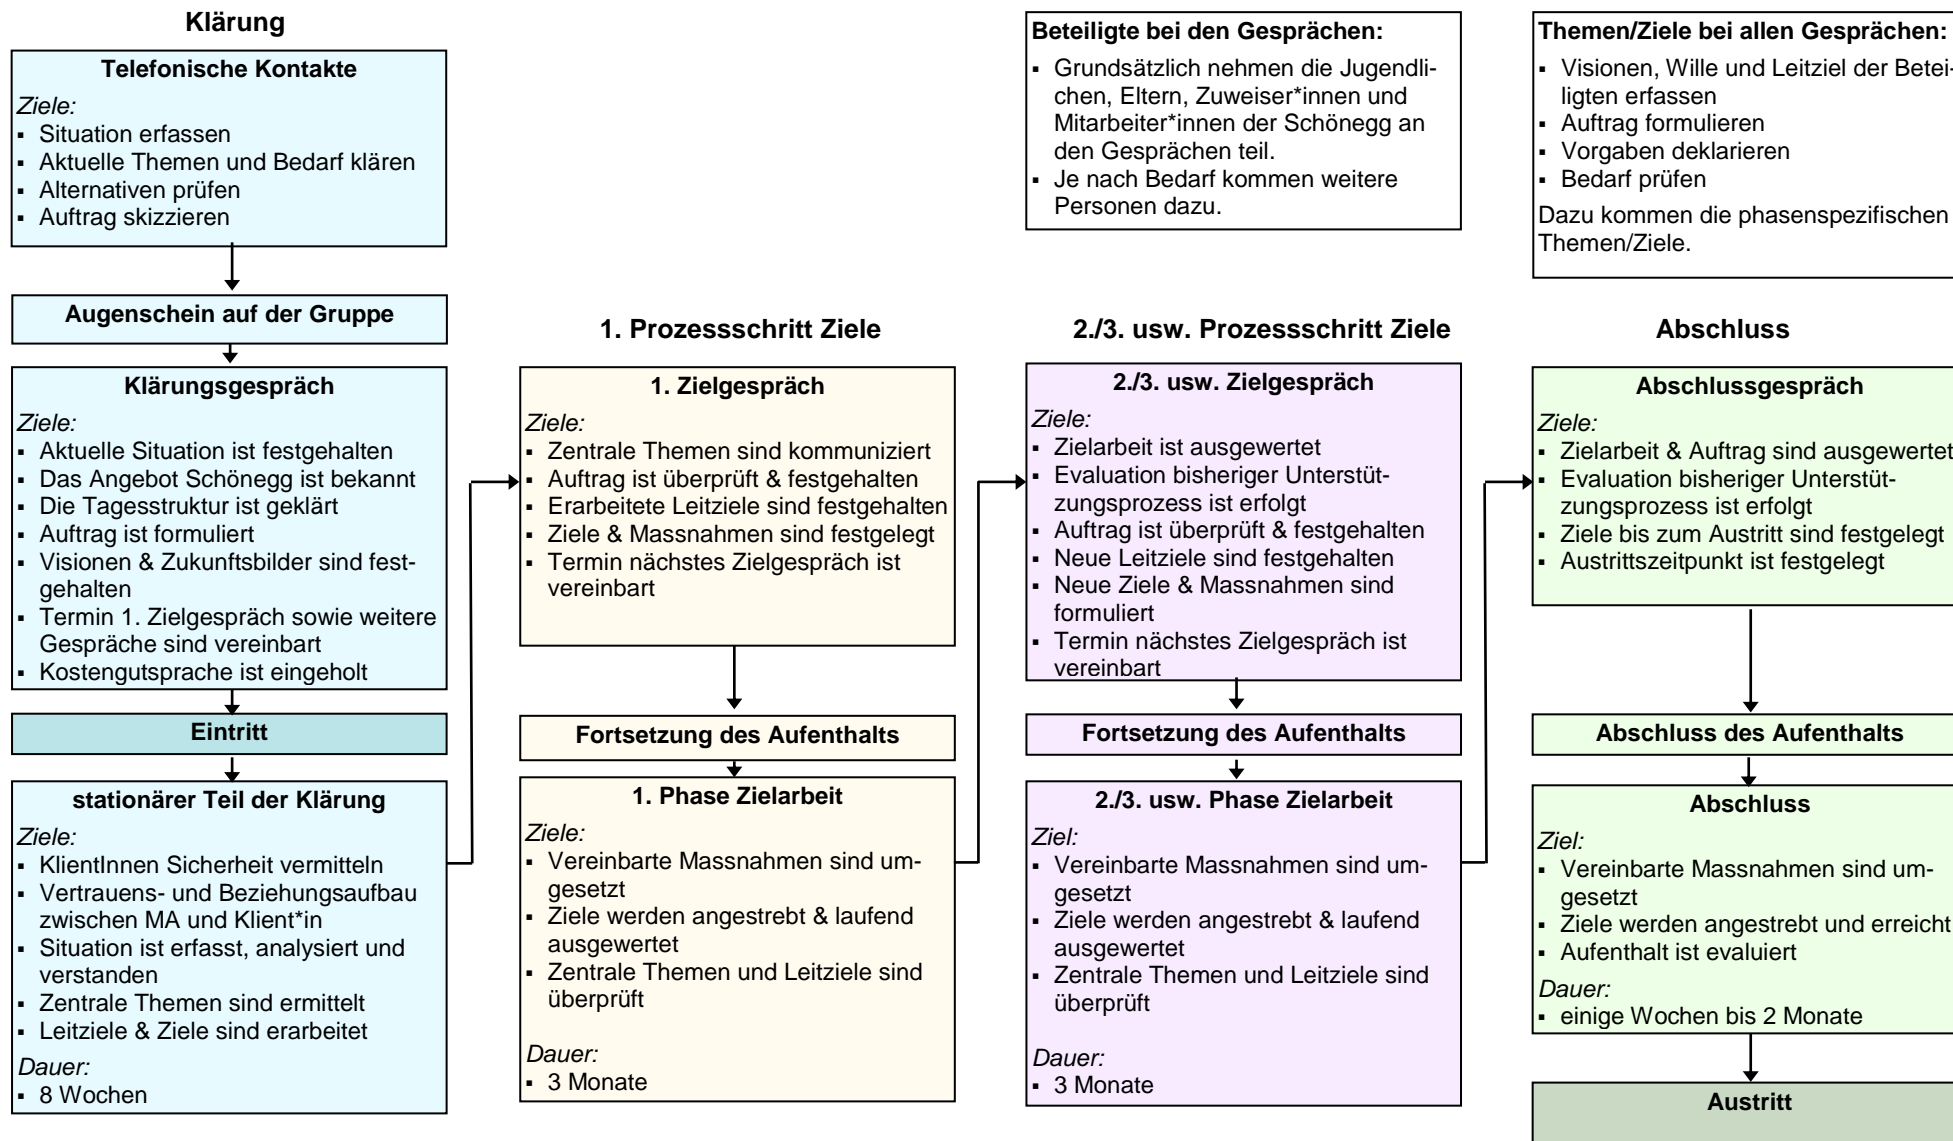 Klärung
Telefonische Kontakte
Ziele:
▪ Situation erfassen
▪ Aktuelle Themen und Bedarf klären
▪ Alternativen prüfen
▪ Auftrag skizzieren
Augenschein auf der Gruppe
Klärungsgespräch
Ziele:
▪ Aktuelle Situation ist festgehalten
▪ Das Angebot Schönegg ist bekannt
▪ Die Tagesstruktur ist geklärt
▪ Auftrag ist formuliert
▪ Visionen & Zukunftsbilder sind fest-
gehalten
▪ Termin 1. Zielgespräch sowie weitere
Gespräche sind vereinbart
▪ Kostengutsprache ist eingeholt
Eintritt
stationärer Teil der Klärung
Ziele:
▪ KlientInnen Sicherheit vermitteln
▪ Vertrauens- und Beziehungsaufbau
zwischen MA und Klient*in
▪ Situation ist erfasst, analysiert und
verstanden
▪ Zentrale Themen sind ermittelt
▪ Leitziele & Ziele sind erarbeitet
Dauer:
▪ 8 Wochen
Beteiligte bei den Gesprächen:
▪ Grundsätzlich nehmen die Jugendli-
chen, Eltern, Zuweiser*innen und
Mitarbeiter*innen der Schönegg an
den Gesprächen teil.
▪ Je nach Bedarf kommen weitere
Personen dazu.
Themen/Ziele bei allen Gesprächen:
▪ Visionen, Wille und Leitziel der Betei-
ligten erfassen
▪ Auftrag formulieren
▪ Vorgaben deklarieren
▪ Bedarf prüfen
Dazu kommen die phasenspezifischen
Themen/Ziele.
1. Prozessschritt Ziele
1. Zielgespräch
Ziele:
▪ Zentrale Themen sind kommuniziert
▪ Auftrag ist überprüft & festgehalten
▪ Erarbeitete Leitziele sind festgehalten
▪ Ziele & Massnahmen sind festgelegt
▪ Termin nächstes Zielgespräch ist
vereinbart
Fortsetzung des Aufenthalts
1. Phase Zielarbeit
Ziele:
▪ Vereinbarte Massnahmen sind um-
gesetzt
▪ Ziele werden angestrebt & laufend
ausgewertet
▪ Zentrale Themen und Leitziele sind
überprüft
Dauer:
▪ 3 Monate
2./3. usw. Prozessschritt Ziele
2./3. usw. Zielgespräch
Ziele:
▪ Zielarbeit ist ausgewertet
▪ Evaluation bisheriger Unterstüt-
zungsprozess ist erfolgt
▪ Auftrag ist überprüft & festgehalten
▪ Neue Leitziele sind festgehalten
▪ Neue Ziele & Massnahmen sind
formuliert
▪ Termin nächstes Zielgespräch ist
vereinbart
Fortsetzung des Aufenthalts
2./3. usw. Phase Zielarbeit
Ziel:
▪ Vereinbarte Massnahmen sind um-
gesetzt
▪ Ziele werden angestrebt & laufend
ausgewertet
▪ Zentrale Themen und Leitziele sind
überprüft
Dauer:
▪ 3 Monate
Abschluss
Abschlussgespräch
Ziele:
▪ Zielarbeit & Auftrag sind ausgewertet
▪ Evaluation bisheriger Unterstüt-
zungsprozess ist erfolgt
▪ Ziele bis zum Austritt sind festgelegt
▪ Austrittszeitpunkt ist festgelegt
Abschluss des Aufenthalts
Abschluss
Ziel:
▪ Vereinbarte Massnahmen sind um-
gesetzt
▪ Ziele werden angestrebt und erreicht
▪ Aufenthalt ist evaluiert
Dauer:
▪ einige Wochen bis 2 Monate
Austritt